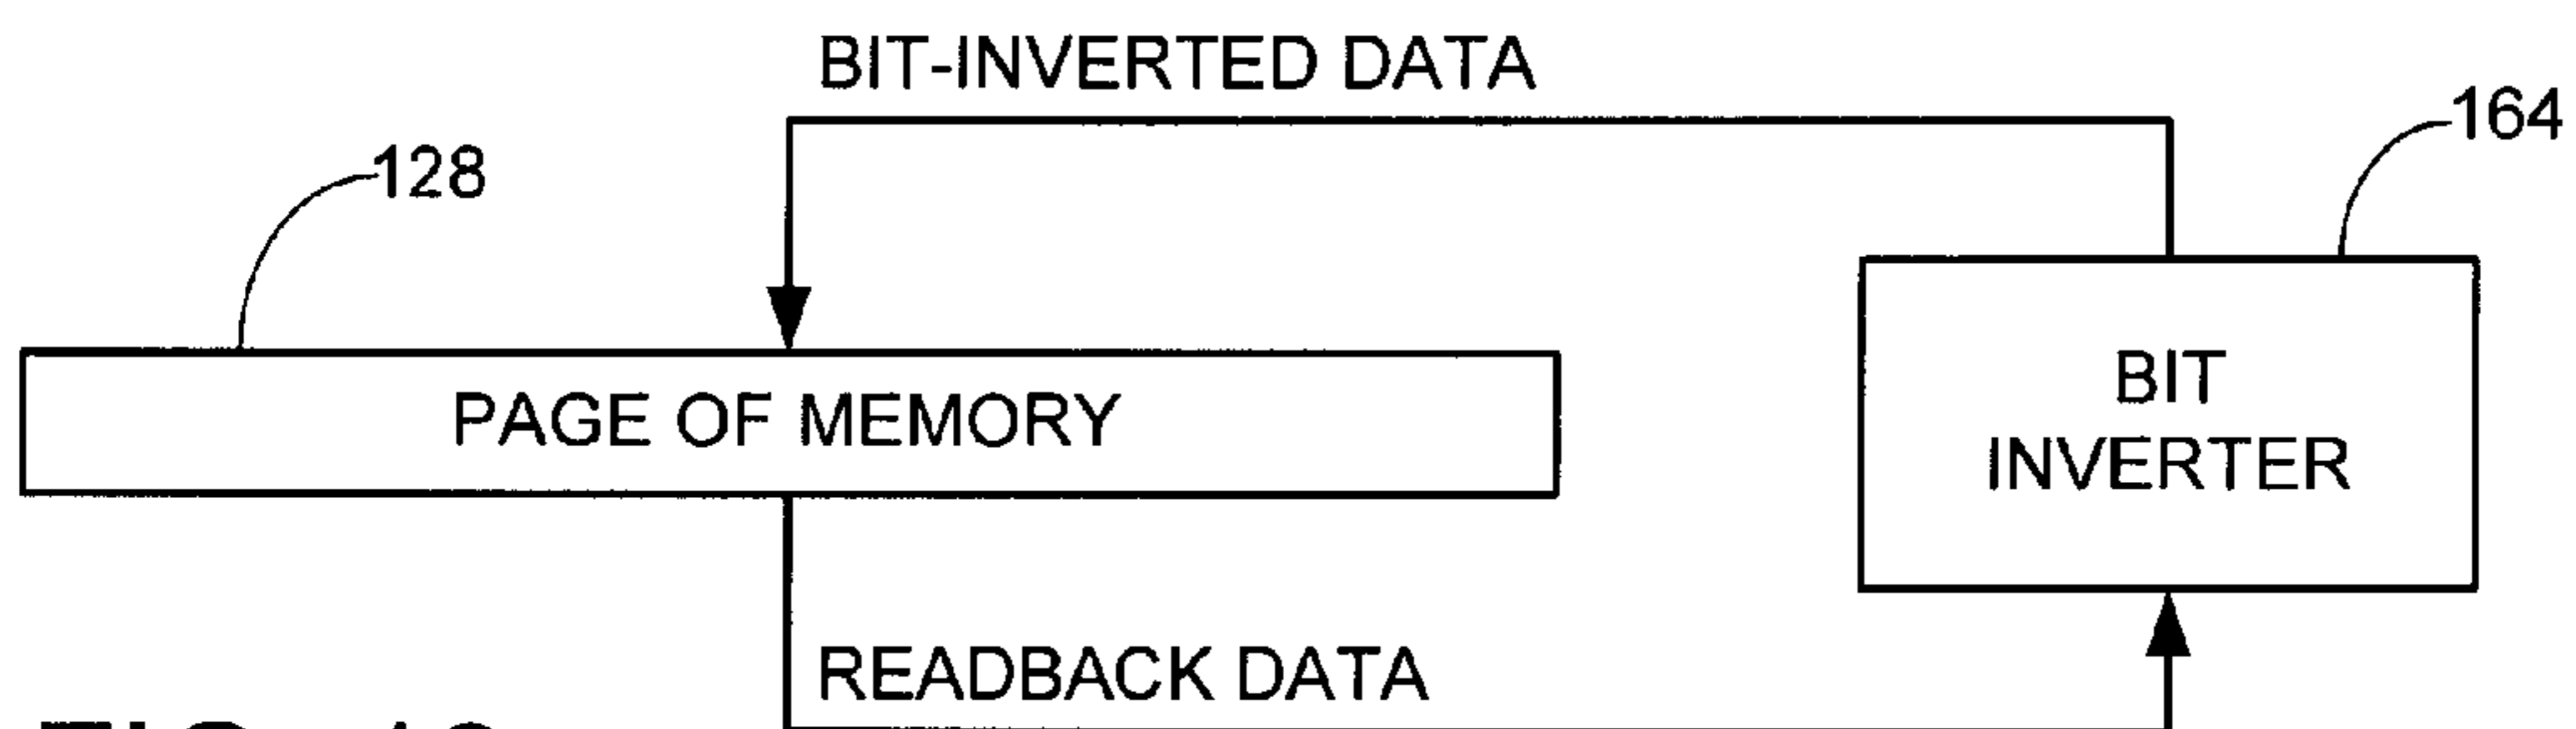 BIT-INVERTED DATA
164
128
PAGE OF MEMORY
BIT
INVERTER
READBACK DATA